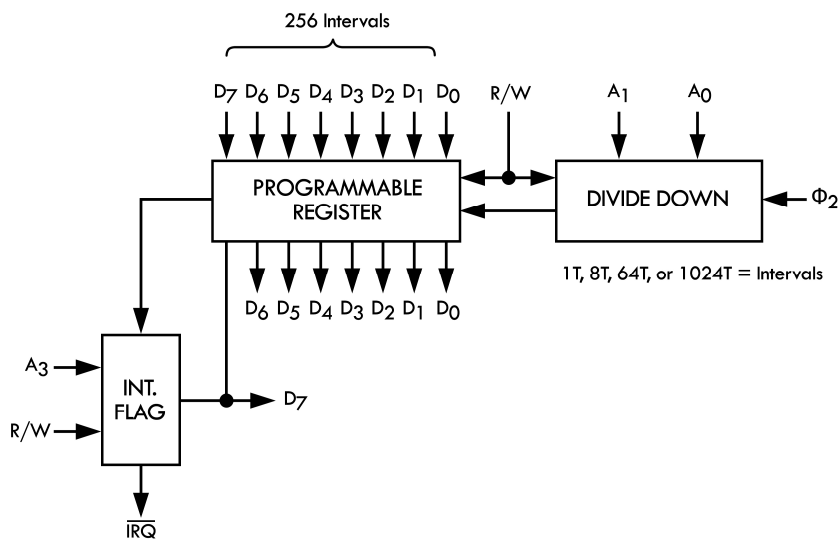 256 Intervals
D7 D6 D5 D4 D3 D2 D1 D0 R/W A1 A0
PROGRAMMABLE
REGISTER
DIVIDE DOWN
Φ2
1T, 8T, 64T, or 1024T = Intervals
D6 D5 D4 D3 D2 D1 D0
A3
INT.
FLAG
D7
R/W
I̅R̅Q̅